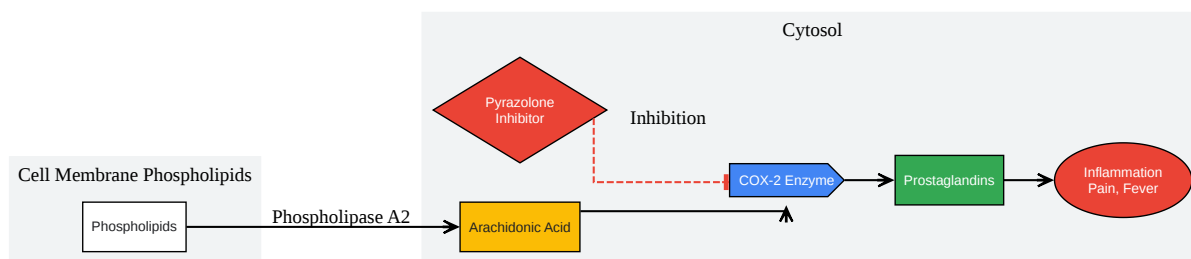 Cytosol
Pyrazolone
Inhibitor
Inhibition
Cell Membrane Phospholipids
COX-2 Enzyme
Prostaglandins
Inflammation
Pain, Fever
Phospholipids
Phospholipase A2
Arachidonic Acid